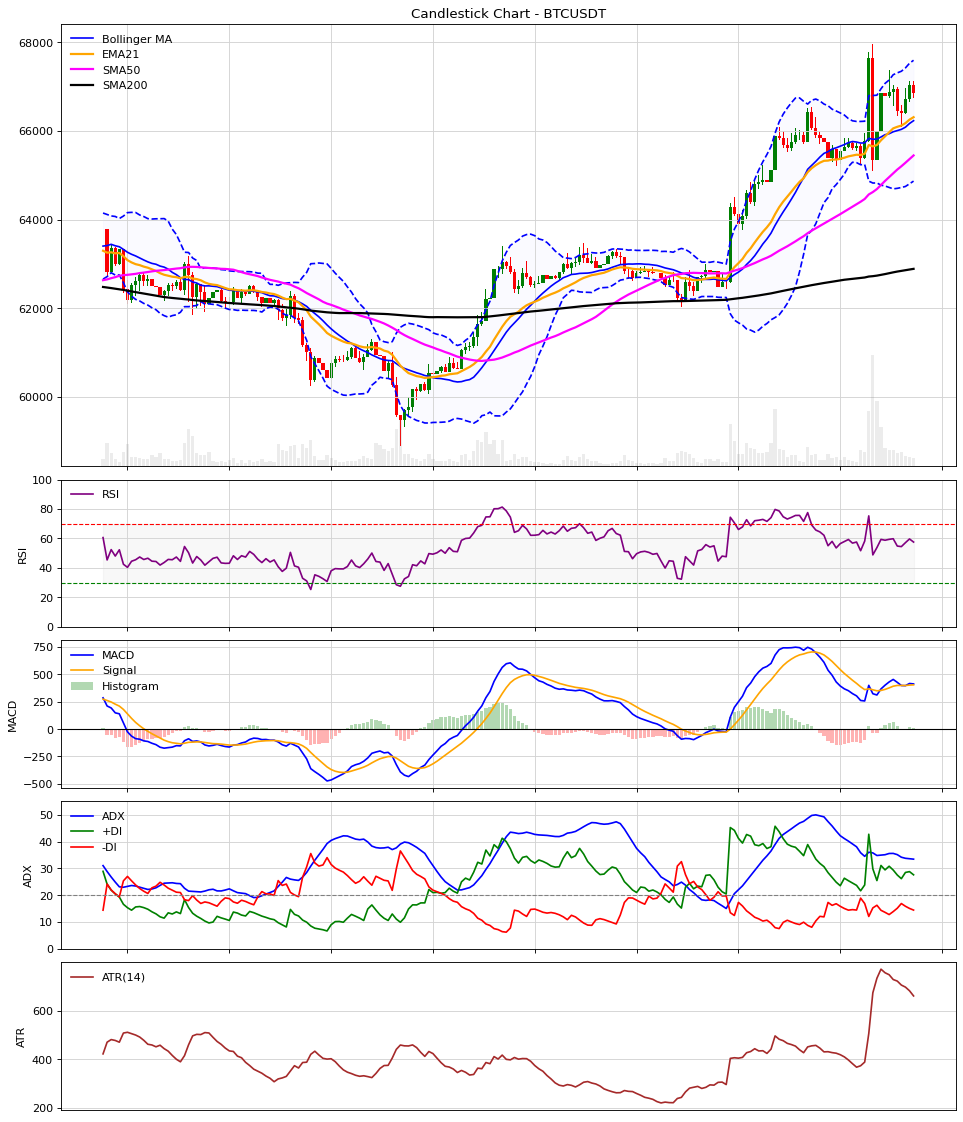 Candlestick Chart - BTCUSDT
68000
66000
64000
62000
60000
Bollinger MA
EMA21
SMA50
SMA200
100
80
60
40
20
0
RSI
RSI
750
500
250
0
−250
−500
MACD
MACD
Signal
Histogram
50
40
30
20
10
0
ADX
ADX
+DI
-DI
600
400
200
ATR
ATR(14)